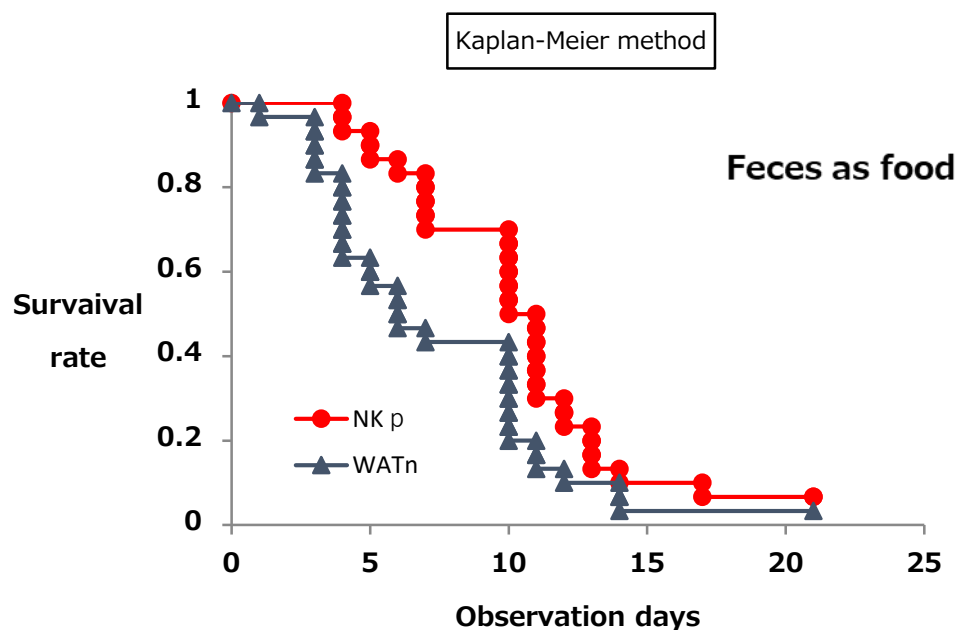 Kaplan-Meier method
Feces as food
1
0.8
0.6
0.4
0.2
0
Survaival
rate
NK p
WATn
0 5 10 15 20 25
Observation days